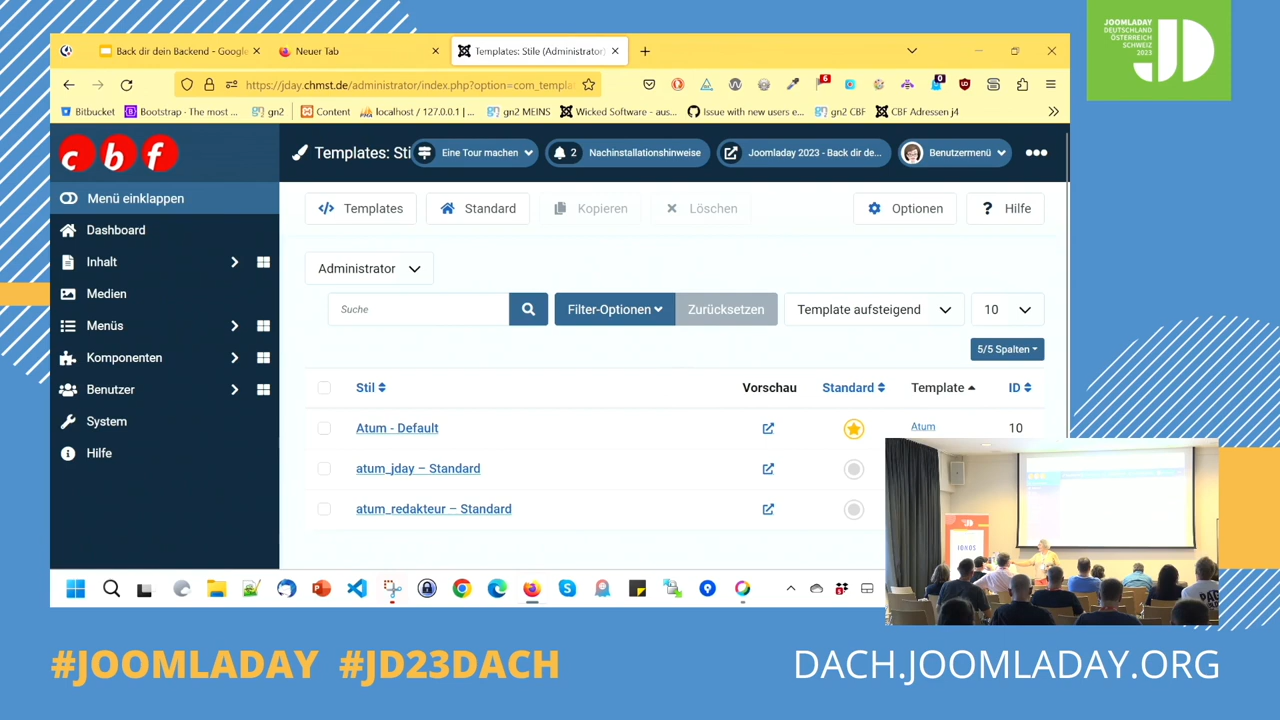 JOOMLADAY
DEUTSCHLAND
ÖSTERREICH
SCHWEIZ
2023
JD
Back dir dein Backend - Google
Neuer Tab
Templates: Stile (Administrator)
https://jday.chmst.de/administrator/index.php?option=com_templa
6
0
Bitbucket
Bootstrap - The most ...
gn2
Content
localhost / 127.0.0.1 | ...
gn2 MEINS
Wicked Software - aus...
Issue with new users e...
gn2 CBF
CBF Adressen j4
c b f
Templates: Sti
Eine Tour machen
2 Nachinstallationshinweise
Joomladay 2023 - Back dir de...
Benutzermenü
Menü einklappen
Dashboard
Inhalt
Medien
Menüs
Komponenten
Benutzer
System
Hilfe
Templates
Standard
Kopieren
Löschen
Optionen
? Hilfe
Administrator
Suche
Filter-Optionen
Zurücksetzen
Template aufsteigend
10
5/5 Spalten
Stil
Vorschau
Standard
Template
ID
Atum - Default
Atum
10
atum_jday – Standard
atum_redakteur – Standard
IONOS
#JOOMLADAY #JD23DACH
DACH.JOOMLADAY.ORG